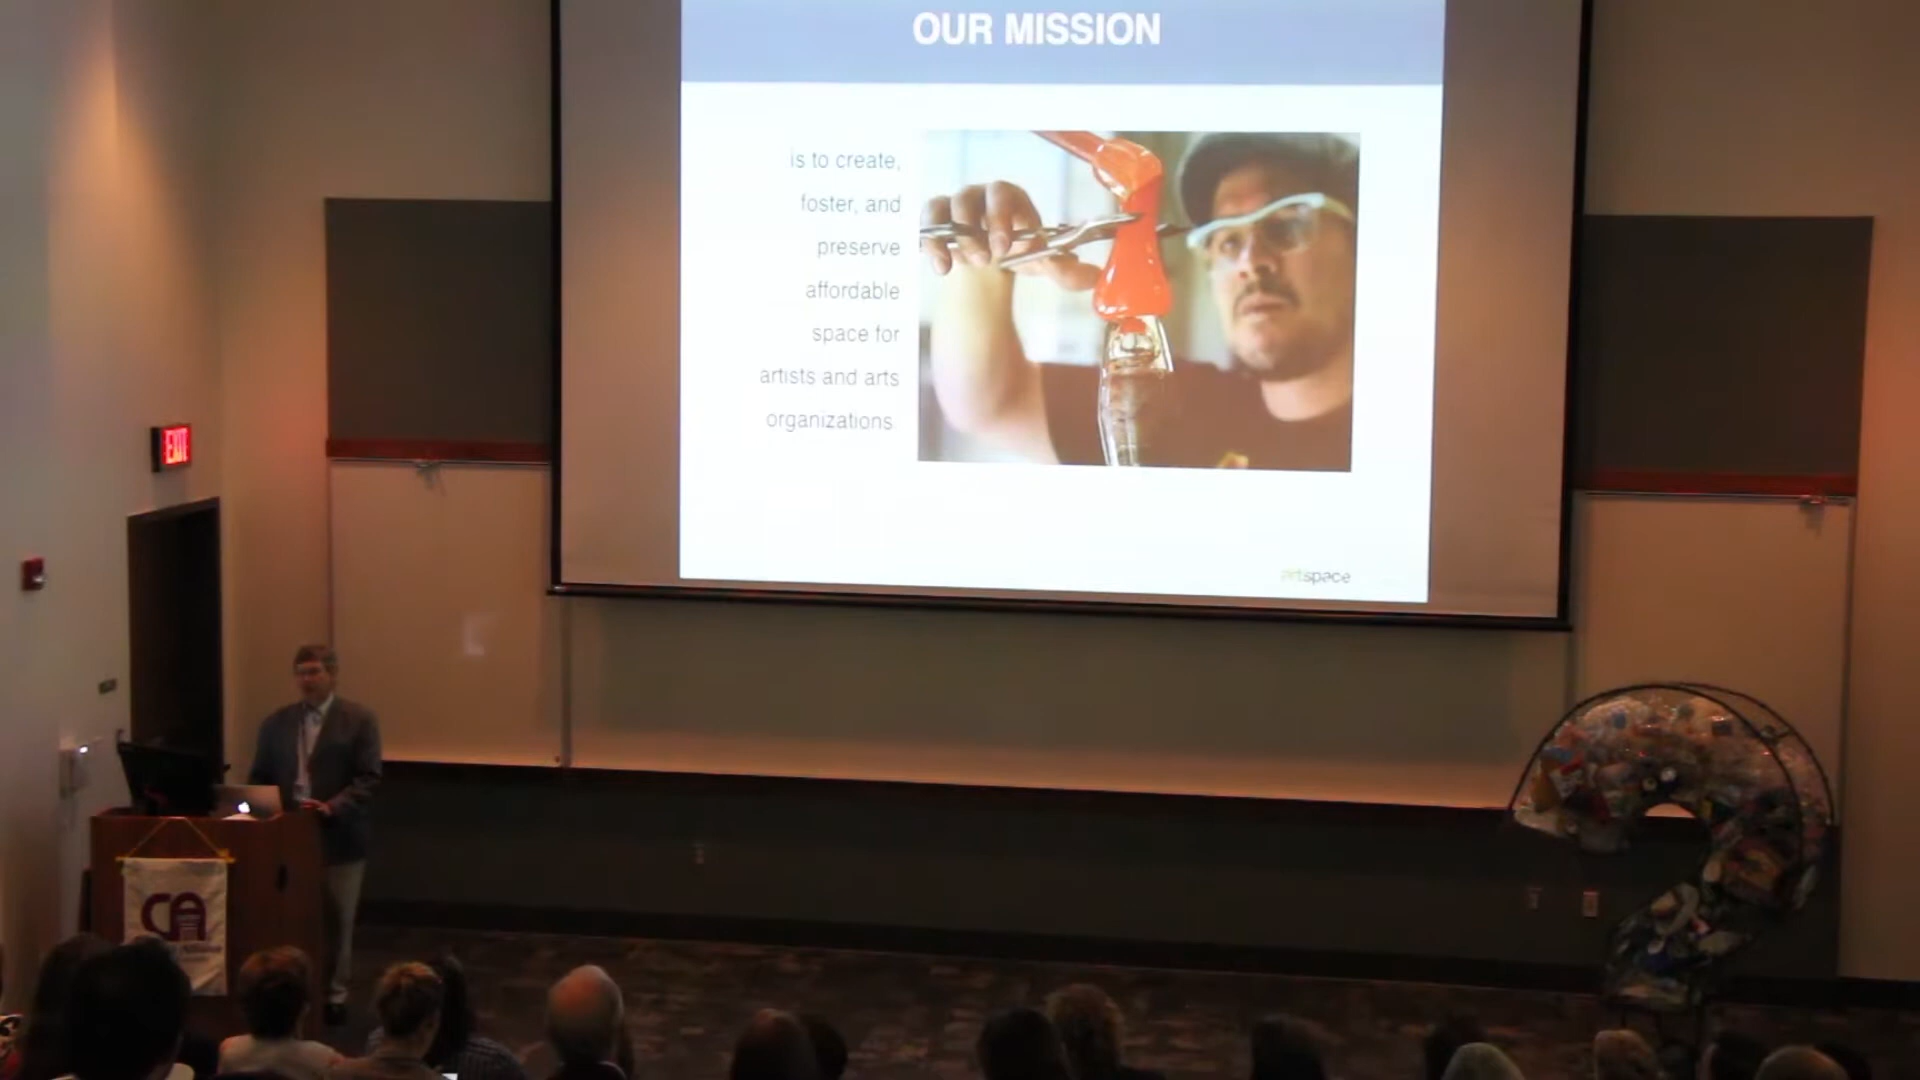 OUR MISSION
is to create,
foster, and
preserve
affordable
space for
artists and arts
organizations
artspace
EXIT
CA